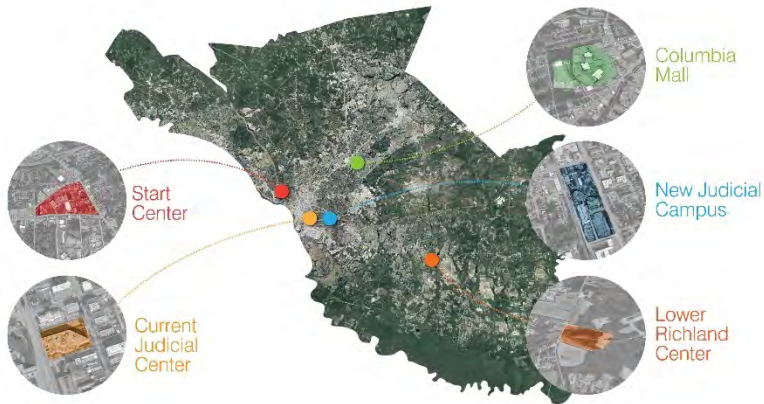 Columbia
Mall
Start
Center
New Judicial
Campus
Current
Judicial
Center
Lower
Richland
Center